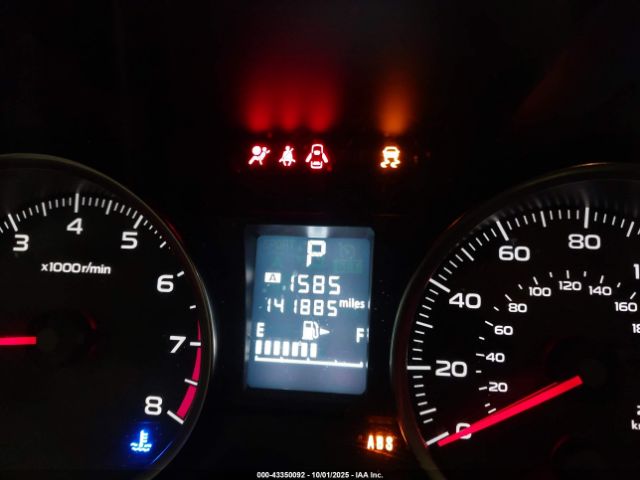 P
A 1585
141885 miles
E F
3 4 5 6 7 8
x1000r/min
0 20 40 60 80
20 40 60 80 100 120 140 160
ABS
000-43350092 - 10/01/2025 - IAA Inc.